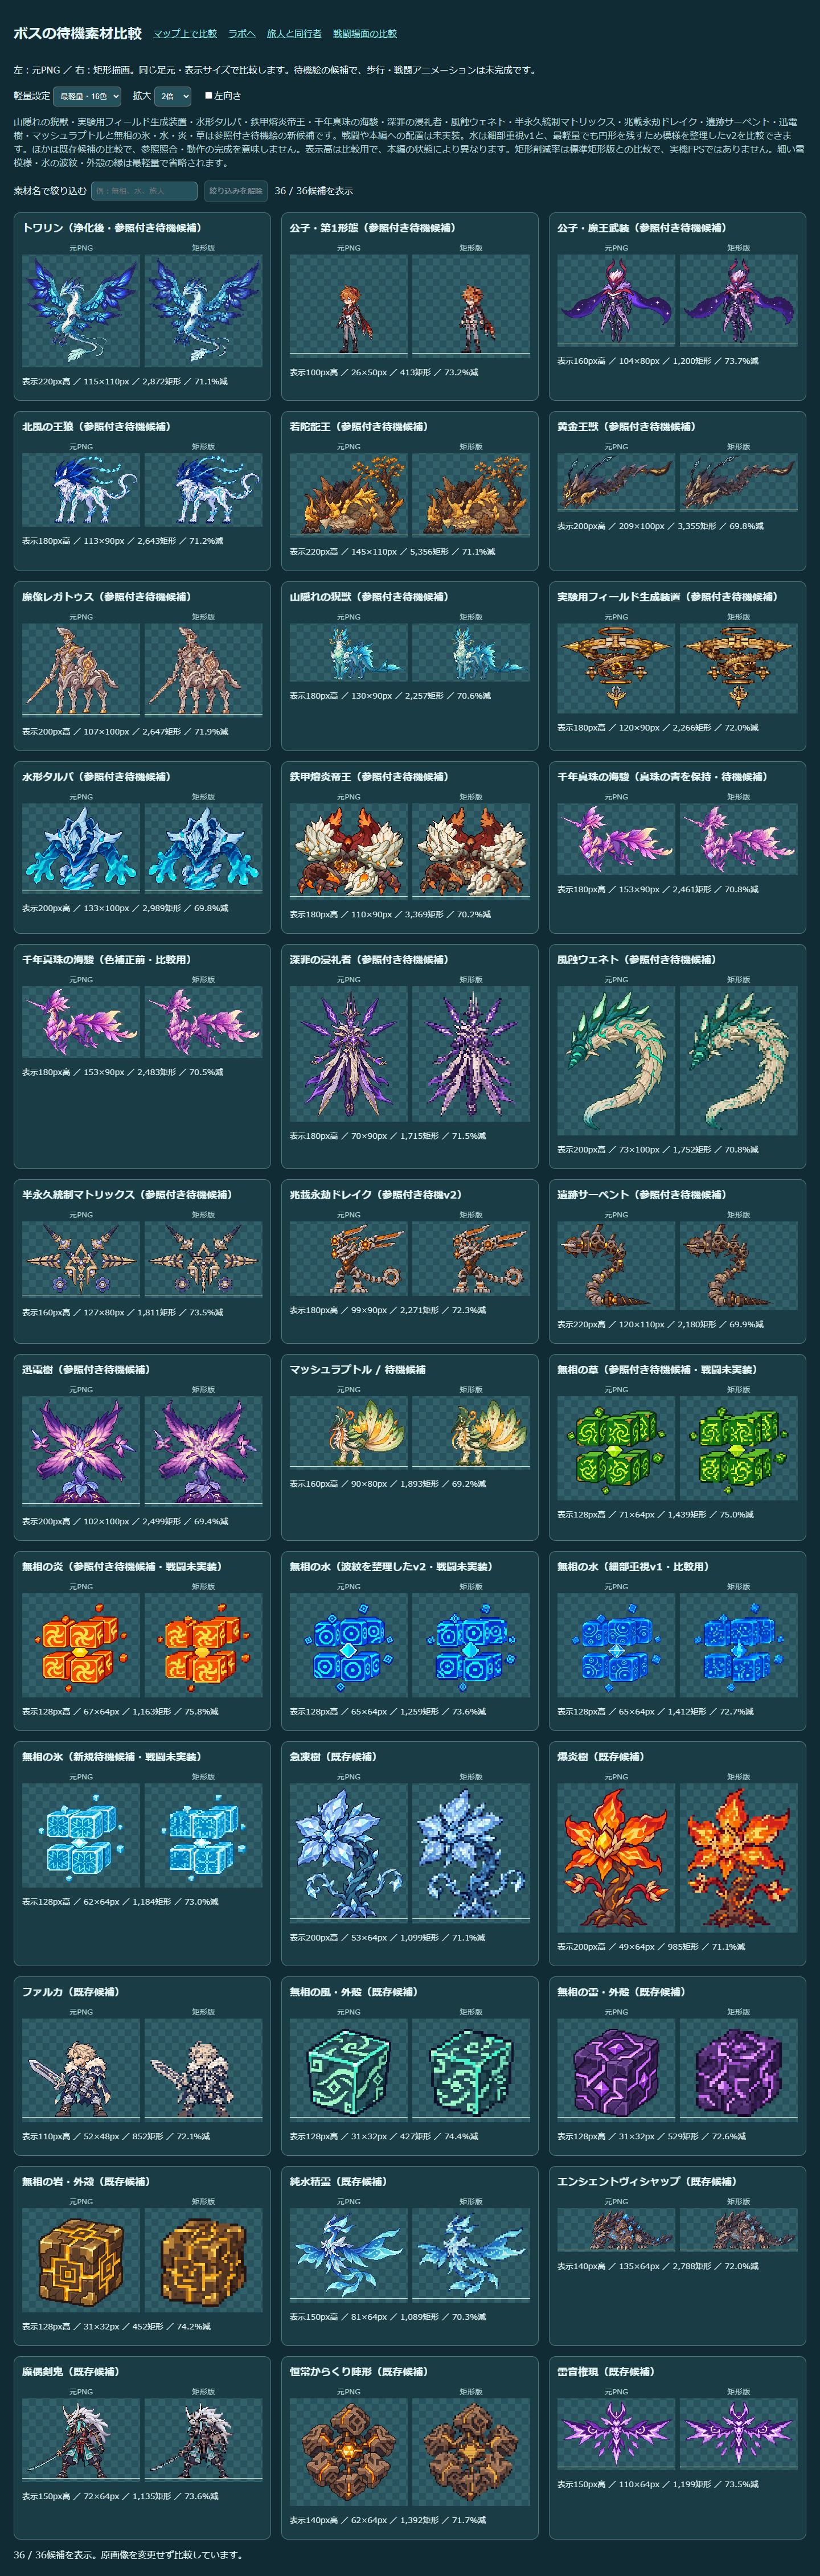 ボスの待機素材比較 マップ上で比較 ラボへ 旅人と同行者 戦闘場面の比較
左：元PNG ／ 右：矩形描画。同じ足元・表示サイズで比較します。待機絵の候補で、歩行・戦闘アニメーションは未完成です。
軽量設定 最軽量・16色 拡大 2倍 左向き
山隠れの猊獣・実験用フィールド生成装置・水形タルパ・鉄甲熔炎帝王・千年真珠の海駿・深罪の浸礼者・風蝕ウェネト・半永久統制マトリックス・兆載永劫ドレイク・遺跡サーペント・迅電
樹・マッシュラプトルと無相の氷・水・炎・草は参照付き待機絵の新候補です。戦闘や本編への配置は未実装。水は細部重視v1と、最軽量でも円形を残すため模様を整理したv2を比較できま
す。ほかは既存候補の比較で、参照照合・動作の完成を意味しません。表示高は比較用で、本編の状態により異なります。矩形削減率は標準矩形版との比較で、実機FPSではありません。細い雪
模様・水の波紋・外殻の縁は最軽量で省略されます。
素材名で絞り込む 例：無相、水、旅人 絞り込みを解除 36 / 36候補を表示
トワリン（浄化後・参照付き待機候補）
元PNG 矩形版
表示220px高 ／ 115×110px ／ 2,872矩形 ／ 71.1%減
公子・第1形態（参照付き待機候補）
元PNG 矩形版
表示100px高 ／ 26×50px ／ 413矩形 ／ 73.2%減
公子・魔王武装（参照付き待機候補）
元PNG 矩形版
表示160px高 ／ 104×80px ／ 1,200矩形 ／ 73.7%減
北風の王狼（参照付き待機候補）
元PNG 矩形版
表示180px高 ／ 113×90px ／ 2,643矩形 ／ 71.2%減
若陀龍王（参照付き待機候補）
元PNG 矩形版
表示220px高 ／ 145×110px ／ 5,356矩形 ／ 71.1%減
黄金王獣（参照付き待機候補）
元PNG 矩形版
表示200px高 ／ 209×100px ／ 3,355矩形 ／ 69.8%減
魔像レガトゥス（参照付き待機候補）
元PNG 矩形版
表示200px高 ／ 107×100px ／ 2,647矩形 ／ 71.9%減
山隠れの猊獣（参照付き待機候補）
元PNG 矩形版
表示180px高 ／ 130×90px ／ 2,257矩形 ／ 70.6%減
実験用フィールド生成装置（参照付き待機候補）
元PNG 矩形版
表示180px高 ／ 120×90px ／ 2,266矩形 ／ 72.0%減
水形タルパ（参照付き待機候補）
元PNG 矩形版
表示200px高 ／ 133×100px ／ 2,989矩形 ／ 69.8%減
鉄甲熔炎帝王（参照付き待機候補）
元PNG 矩形版
表示180px高 ／ 110×90px ／ 3,369矩形 ／ 70.2%減
千年真珠の海駿（真珠の青を保持・待機候補）
元PNG 矩形版
表示180px高 ／ 153×90px ／ 2,461矩形 ／ 70.8%減
千年真珠の海駿（色補正前・比較用）
元PNG 矩形版
表示180px高 ／ 153×90px ／ 2,483矩形 ／ 70.5%減
深罪の浸礼者（参照付き待機候補）
元PNG 矩形版
表示180px高 ／ 70×90px ／ 1,715矩形 ／ 71.5%減
風蝕ウェネト（参照付き待機候補）
元PNG 矩形版
表示200px高 ／ 73×100px ／ 1,752矩形 ／ 70.8%減
半永久統制マトリックス（参照付き待機候補）
元PNG 矩形版
表示160px高 ／ 127×80px ／ 1,811矩形 ／ 73.5%減
兆載永劫ドレイク（参照付き待機v2）
元PNG 矩形版
表示180px高 ／ 99×90px ／ 2,271矩形 ／ 72.3%減
遺跡サーペント（参照付き待機候補）
元PNG 矩形版
表示220px高 ／ 120×110px ／ 2,180矩形 ／ 69.9%減
迅電樹（参照付き待機候補）
元PNG 矩形版
表示200px高 ／ 102×100px ／ 2,499矩形 ／ 69.4%減
マッシュラプトル / 待機候補
元PNG 矩形版
表示160px高 ／ 90×80px ／ 1,893矩形 ／ 69.2%減
無相の草（参照付き待機候補・戦闘未実装）
元PNG 矩形版
表示128px高 ／ 71×64px ／ 1,439矩形 ／ 75.0%減
無相の炎（参照付き待機候補・戦闘未実装）
元PNG 矩形版
表示128px高 ／ 67×64px ／ 1,163矩形 ／ 75.8%減
無相の水（波紋を整理したv2・戦闘未実装）
元PNG 矩形版
表示128px高 ／ 65×64px ／ 1,259矩形 ／ 73.6%減
無相の水（細部重視v1・比較用）
元PNG 矩形版
表示128px高 ／ 65×64px ／ 1,412矩形 ／ 72.7%減
無相の氷（新規待機候補・戦闘未実装）
元PNG 矩形版
表示128px高 ／ 62×64px ／ 1,184矩形 ／ 73.0%減
急凍樹（既存候補）
元PNG 矩形版
表示200px高 ／ 53×64px ／ 1,099矩形 ／ 71.1%減
爆炎樹（既存候補）
元PNG 矩形版
表示200px高 ／ 49×64px ／ 985矩形 ／ 71.1%減
ファルカ（既存候補）
元PNG 矩形版
表示110px高 ／ 52×48px ／ 852矩形 ／ 72.1%減
無相の風・外殻（既存候補）
元PNG 矩形版
表示128px高 ／ 31×32px ／ 427矩形 ／ 74.4%減
無相の雷・外殻（既存候補）
元PNG 矩形版
表示128px高 ／ 31×32px ／ 529矩形 ／ 72.6%減
無相の岩・外殻（既存候補）
元PNG 矩形版
表示128px高 ／ 31×32px ／ 452矩形 ／ 74.2%減
純水精霊（既存候補）
元PNG 矩形版
表示150px高 ／ 81×64px ／ 1,089矩形 ／ 70.3%減
エンシェントヴィシャップ（既存候補）
元PNG 矩形版
表示140px高 ／ 135×64px ／ 2,788矩形 ／ 72.0%減
魔偶剣鬼（既存候補）
元PNG 矩形版
表示150px高 ／ 72×64px ／ 1,135矩形 ／ 73.6%減
恒常からくり陣形（既存候補）
元PNG 矩形版
表示140px高 ／ 62×64px ／ 1,392矩形 ／ 71.7%減
雷音権現（既存候補）
元PNG 矩形版
表示150px高 ／ 110×64px ／ 1,199矩形 ／ 73.5%減
36 / 36候補を表示。原画像を変更せず比較しています。